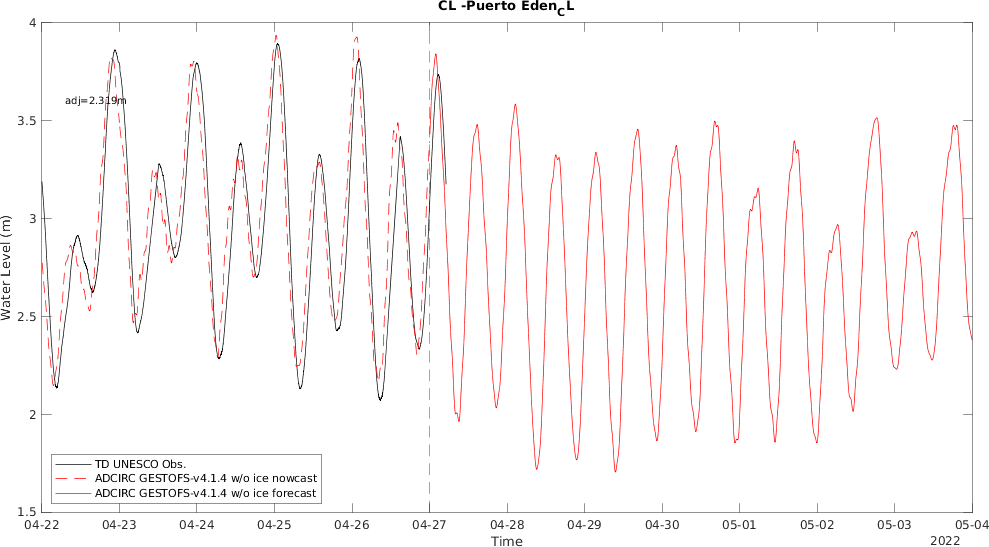 CL -Puerto Eden_CL
4
3.5
3
2.5
2
1.5
Water Level (m)
adj=2.319m
TD UNESCO Obs.
ADCIRC GESTOFS-v4.1.4 w/o ice nowcast
ADCIRC GESTOFS-v4.1.4 w/o ice forecast
04-22 04-23 04-24 04-25 04-26 04-27 04-28 04-29 04-30 05-01 05-02 05-03 05-04
Time
2022